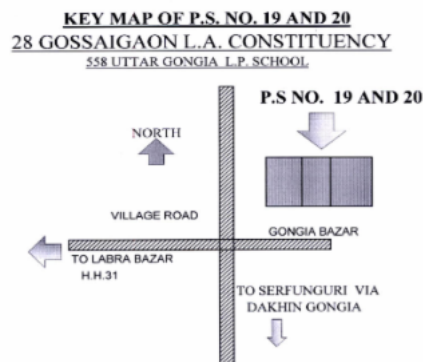 KEY MAP OF P.S. NO. 19 AND 20
28 GOSSAIGAON L.A. CONSTITUENCY
558 UTTAR GONGIA L.P. SCHOOL
P.S NO. 19 AND 20
NORTH
VILLAGE ROAD
GONGIA BAZAR
TO LABRA BAZAR
H.H.31
TO SERFUNGURI VIA
DAKHIN GONGIA